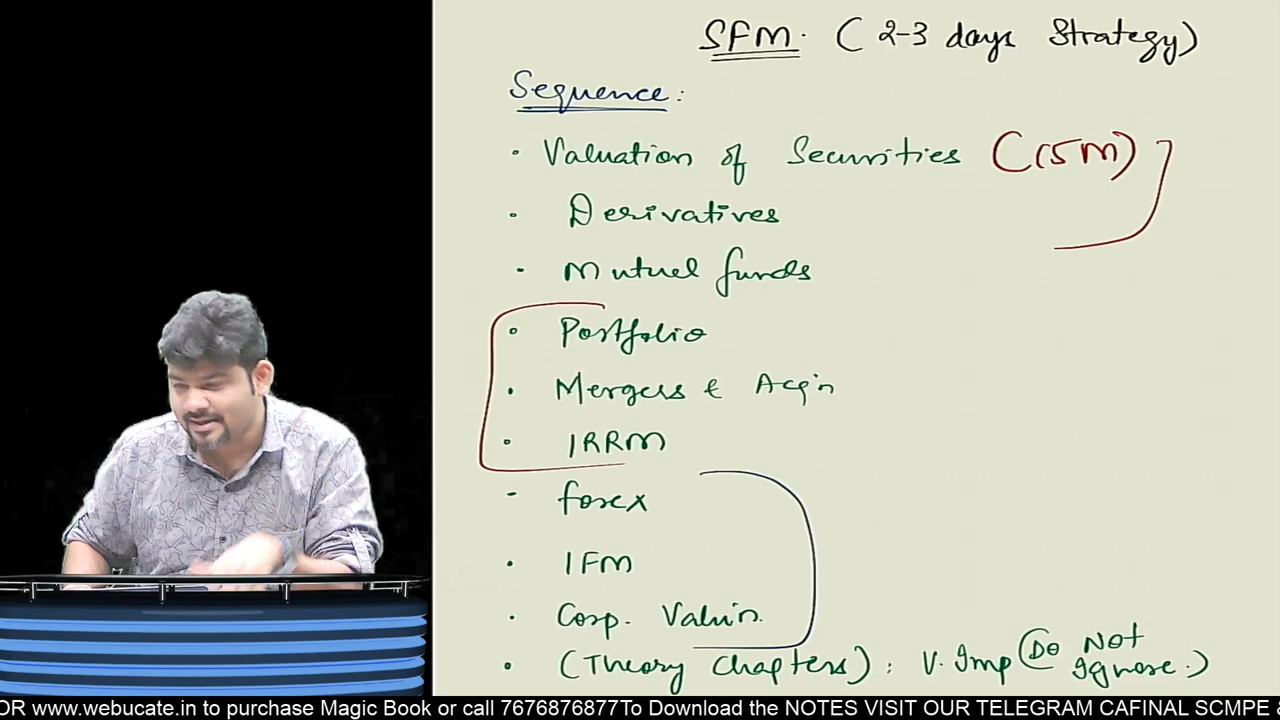 SFM. (2-3 days Strategy)
Sequence:
• Valuation of Securities (15M)
• Derivatives
• Mutuel funds
• Portfolio
• Mergers & Acq'n
• IRRM
- forex
• IFM
• Corp. Valu'n.
• (Theory Chapters) : V. Imp (Do Not Ignore.)
OR www.webucate.in to purchase Magic Book or call 7676876877To Download the NOTES VISIT OUR TELEGRAM CAFINAL SCMPE &